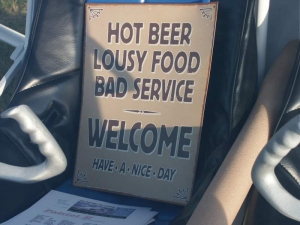 HOT BEER
LOUSY FOOD
BAD SERVICE
WELCOME
HAVE • A • NICE • DAY